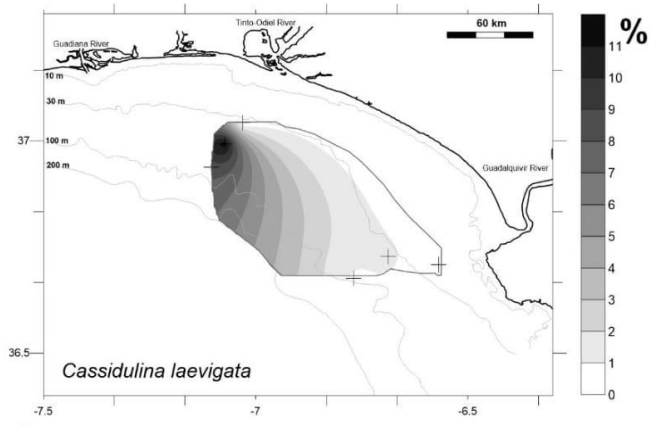 Tinto-Odiel River
60 km
%
Guadiana River
11
10 m
10
9
30 m
8
37
7
100 m
Guadalquivir River
6
200 m
5
4
3
2
36.5
1
Cassidulina laevigata
0
-7.5
-7
-6.5